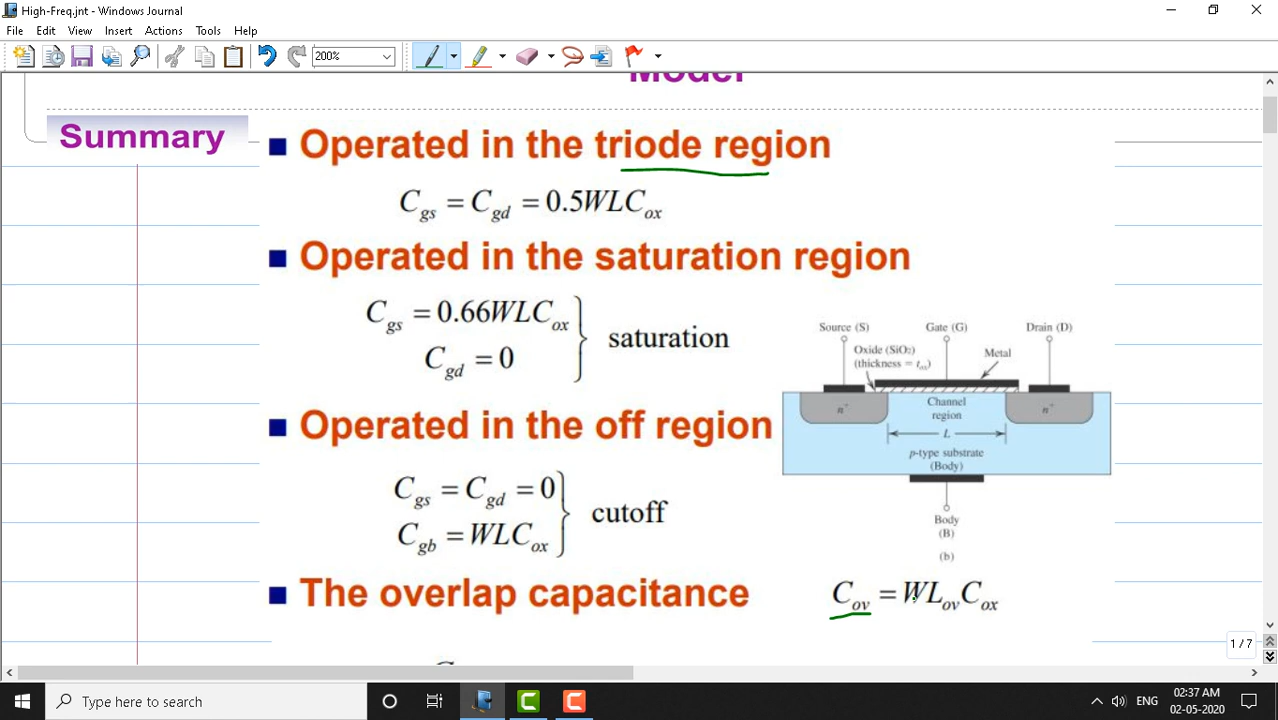 High-Freq.jnt - Windows Journal
File Edit View Insert Actions Tools Help
200%
Model
Summary
Operated in the triode region
C_gs = C_gd = 0.5WLC_ox
Operated in the saturation region
C_gs = 0.66WLC_ox
C_gd = 0
saturation
Source (S) Gate (G) Drain (D)
Oxide (SiO₂)
(thickness = t_ox)
Metal
n⁺ Channel n⁺
region
L
p-type substrate
(Body)
Body
(B)
(b)
Operated in the off region
C_gs = C_gd = 0
C_gb = WLC_ox
cutoff
The overlap capacitance
C_ov = WL_ov C_ox
1 / 7
Type here to search
ENG
02:37 AM
02-05-2020